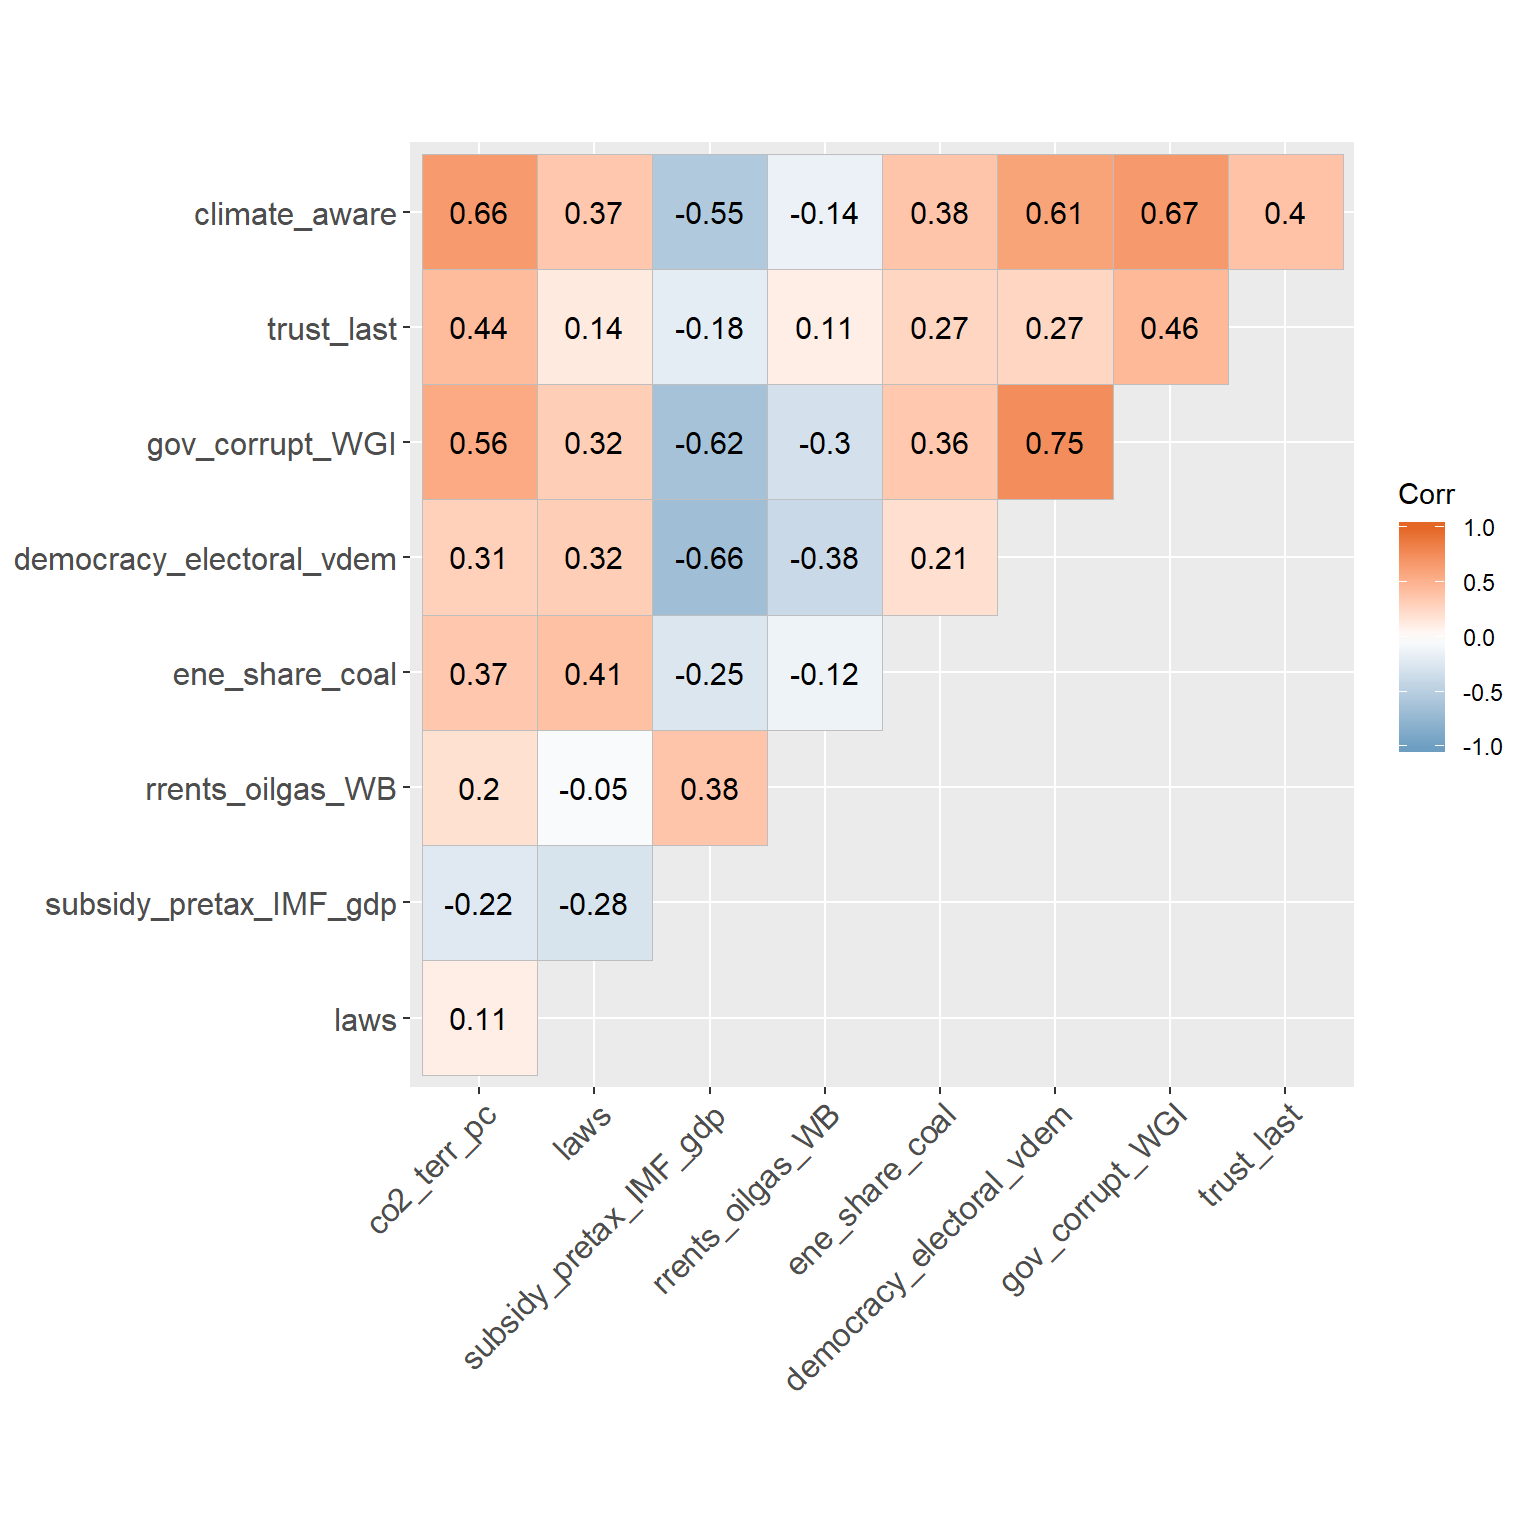 climate_aware 0.66 0.37 -0.55 -0.14 0.38 0.61 0.67 0.4
trust_last 0.44 0.14 -0.18 0.11 0.27 0.27 0.46
gov_corrupt_WGI 0.56 0.32 -0.62 -0.3 0.36 0.75
democracy_electoral_vdem 0.31 0.32 -0.66 -0.38 0.21
ene_share_coal 0.37 0.41 -0.25 -0.12
rrents_oilgas_WB 0.2 -0.05 0.38
subsidy_pretax_IMF_gdp -0.22 -0.28
laws 0.11
co2_terr_pc
laws
subsidy_pretax_IMF_gdp
rrents_oilgas_WB
ene_share_coal
democracy_electoral_vdem
gov_corrupt_WGI
trust_last
Corr
1.0
0.5
0.0
-0.5
-1.0